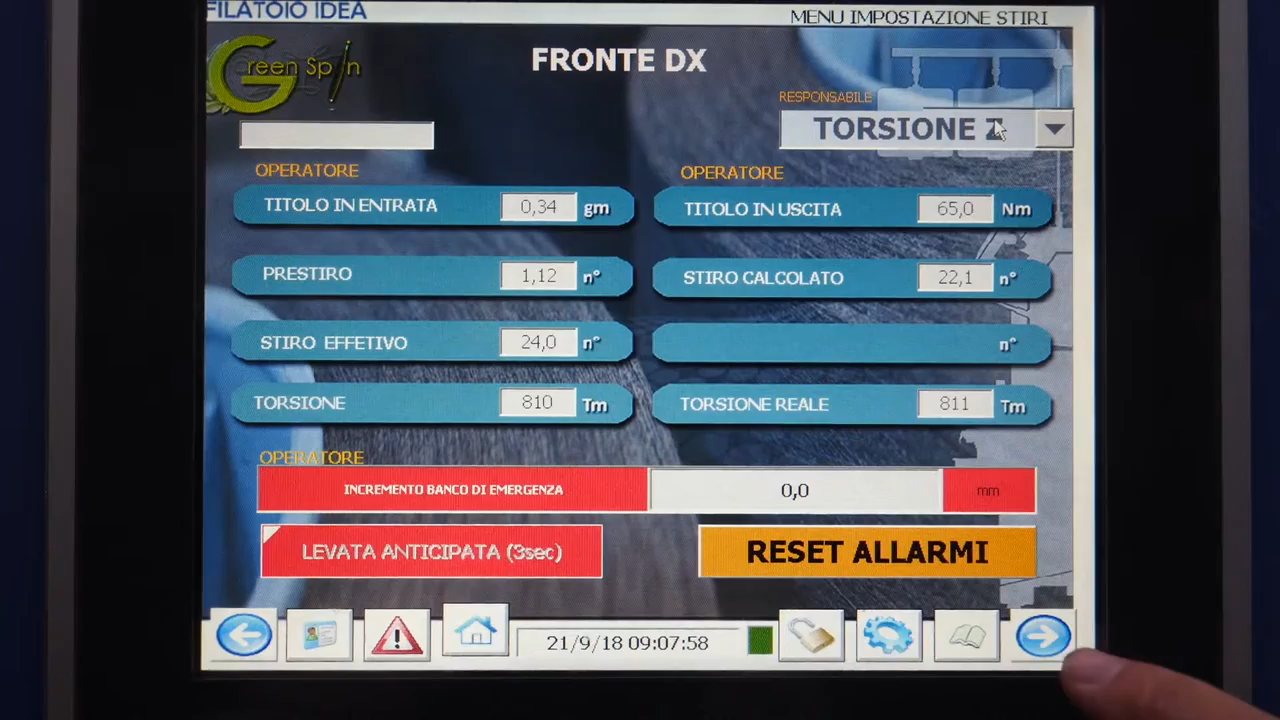 FILATOIO IDEA
MENU IMPOSTAZIONE STIRI
Green Spin
FRONTE DX
RESPONSABILE
TORSIONE Z
OPERATORE
OPERATORE
TITOLO IN ENTRATA 0,34 gm
TITOLO IN USCITA 65,0 Nm
PRESTIRO 1,12 n°
STIRO CALCOLATO 22,1 n°
STIRO EFFETIVO 24,0 n°
n°
TORSIONE 810 Tm
TORSIONE REALE 811 Tm
OPERATORE
INCREMENTO BANCO DI EMERGENZA 0,0 mm
LEVATA ANTICIPATA (3sec)
RESET ALLARMI
21/9/18 09:07:58